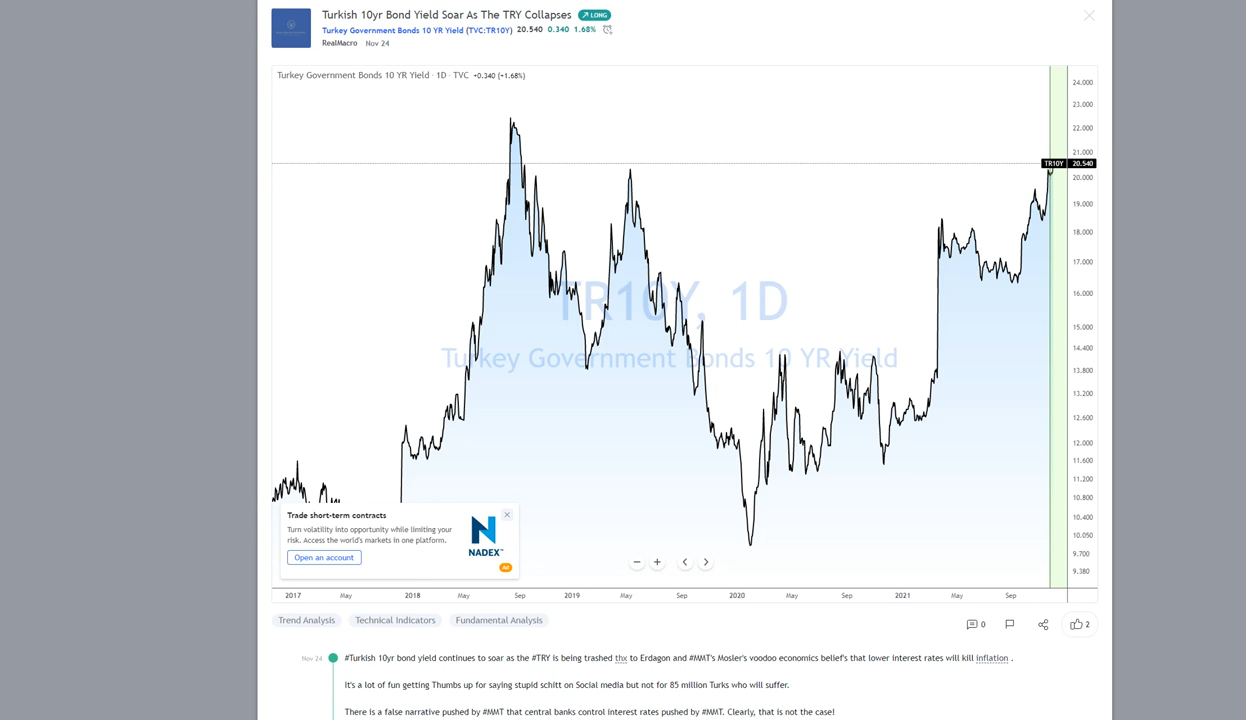 Turkish 10yr Bond Yield Soar As The TRY Collapses LONG
Turkey Government Bonds 10 YR Yield (TVC:TR10Y) 20.540 0.340 1.68%
RealMacro Nov 24
Turkey Government Bonds 10 YR Yield · 1D · TVC +0.340 (+1.68%)
24.000
23.000
22.000
21.000
TR10Y 20.540
20.000
19.000
18.000
17.000
16.000
15.000
14.400
13.800
13.200
12.600
12.000
11.600
11.200
10.800
10.400
10.050
9.700
9.380
TR10Y, 1D
Turkey Government Bonds 10 YR Yield
Trade short-term contracts
Turn volatility into opportunity while limiting your
risk. Access the world's markets in one platform.
Open an account
NADEX™
Ad
2017 May 2018 May Sep 2019 May Sep 2020 May Sep 2021 May Sep
Trend Analysis Technical Indicators Fundamental Analysis
0 2
Nov 24 #Turkish 10yr bond yield continues to soar as the #TRY is being trashed thx to Erdagon and #MMT's Mosler's voodoo economics belief's that lower interest rates will kill inflation .
It's a lot of fun getting Thumbs up for saying stupid schitt on Social media but not for 85 million Turks who will suffer.
There is a false narrative pushed by #MMT that central banks control interest rates pushed by #MMT. Clearly, that is not the case!